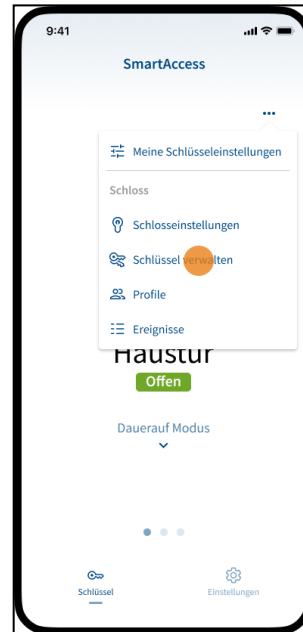 9:41
SmartAccess
Meine Schlüsseleinstellungen
Schloss
Schlosseinstellungen
Schlüssel verwalten
Profile
Ereignisse
Haustür
Offen
Dauerauf Modus
Schlüssel
Einstellungen